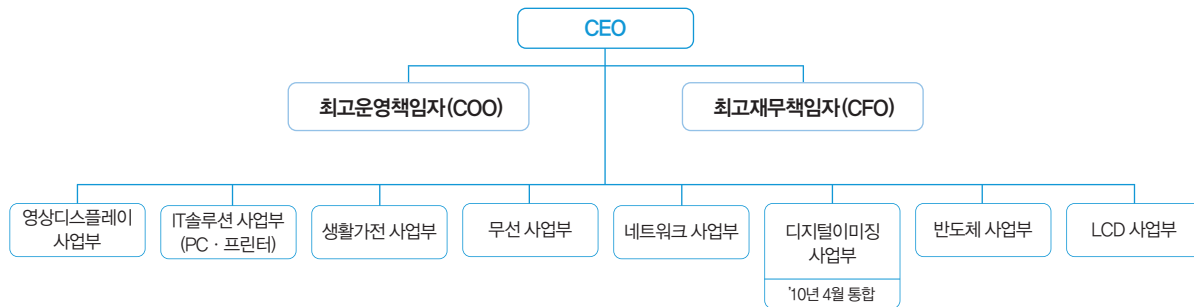 CEO
최고운영책임자(COO)
최고재무책임자(CFO)
영상디스플레이
사업부
IT솔루션 사업부
(PC · 프린터)
생활가전 사업부
무선 사업부
네트워크 사업부
디지털이미징
사업부
'10년 4월 통합
반도체 사업부
LCD 사업부